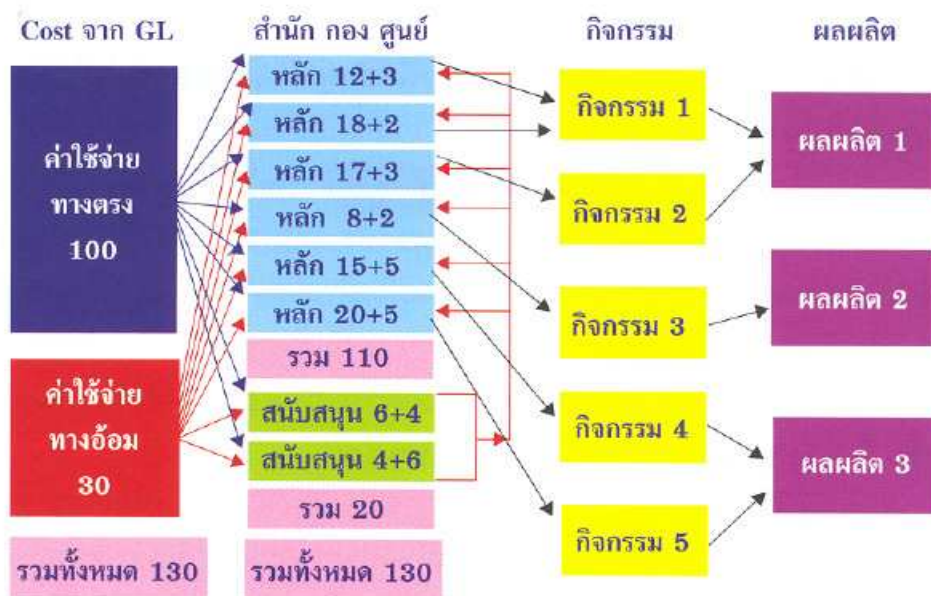 Cost จาก GL
ค่าใช้จ่าย
ทางตรง
100
ค่าใช้จ่าย
ทางอ้อม
30
รวมทั้งหมด 130
สำนัก กอง ศูนย์
หลัก 12+3
หลัก 18+2
หลัก 17+3
หลัก 8+2
หลัก 15+5
หลัก 20+5
รวม 110
สนับสนุน 6+4
สนับสนุน 4+6
รวม 20
รวมทั้งหมด 130
กิจกรรม
กิจกรรม 1
กิจกรรม 2
กิจกรรม 3
กิจกรรม 4
กิจกรรม 5
ผลผลิต
ผลผลิต 1
ผลผลิต 2
ผลผลิต 3